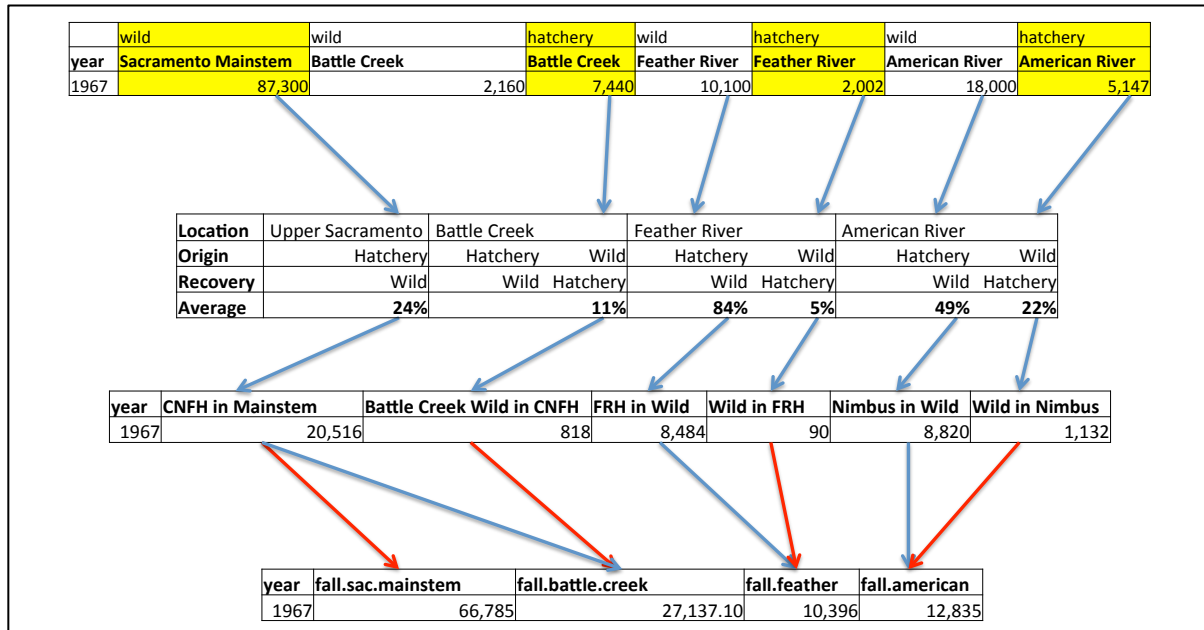 wild wild hatchery wild hatchery wild hatchery
year Sacramento Mainstem Battle Creek Battle Creek Feather River Feather River American River American River
1967 87,300 2,160 7,440 10,100 2,002 18,000 5,147
Location Upper Sacramento Battle Creek Feather River American River
Origin Hatchery Hatchery Wild Hatchery Wild Hatchery Wild
Recovery Wild Wild Hatchery Wild Hatchery Wild Hatchery
Average 24% 11% 84% 5% 49% 22%
year CNFH in Mainstem Battle Creek Wild in CNFH FRH in Wild Wild in FRH Nimbus in Wild Wild in Nimbus
1967 20,516 818 8,484 90 8,820 1,132
year fall.sac.mainstem fall.battle.creek fall.feather fall.american
1967 66,785 27,137.10 10,396 12,835